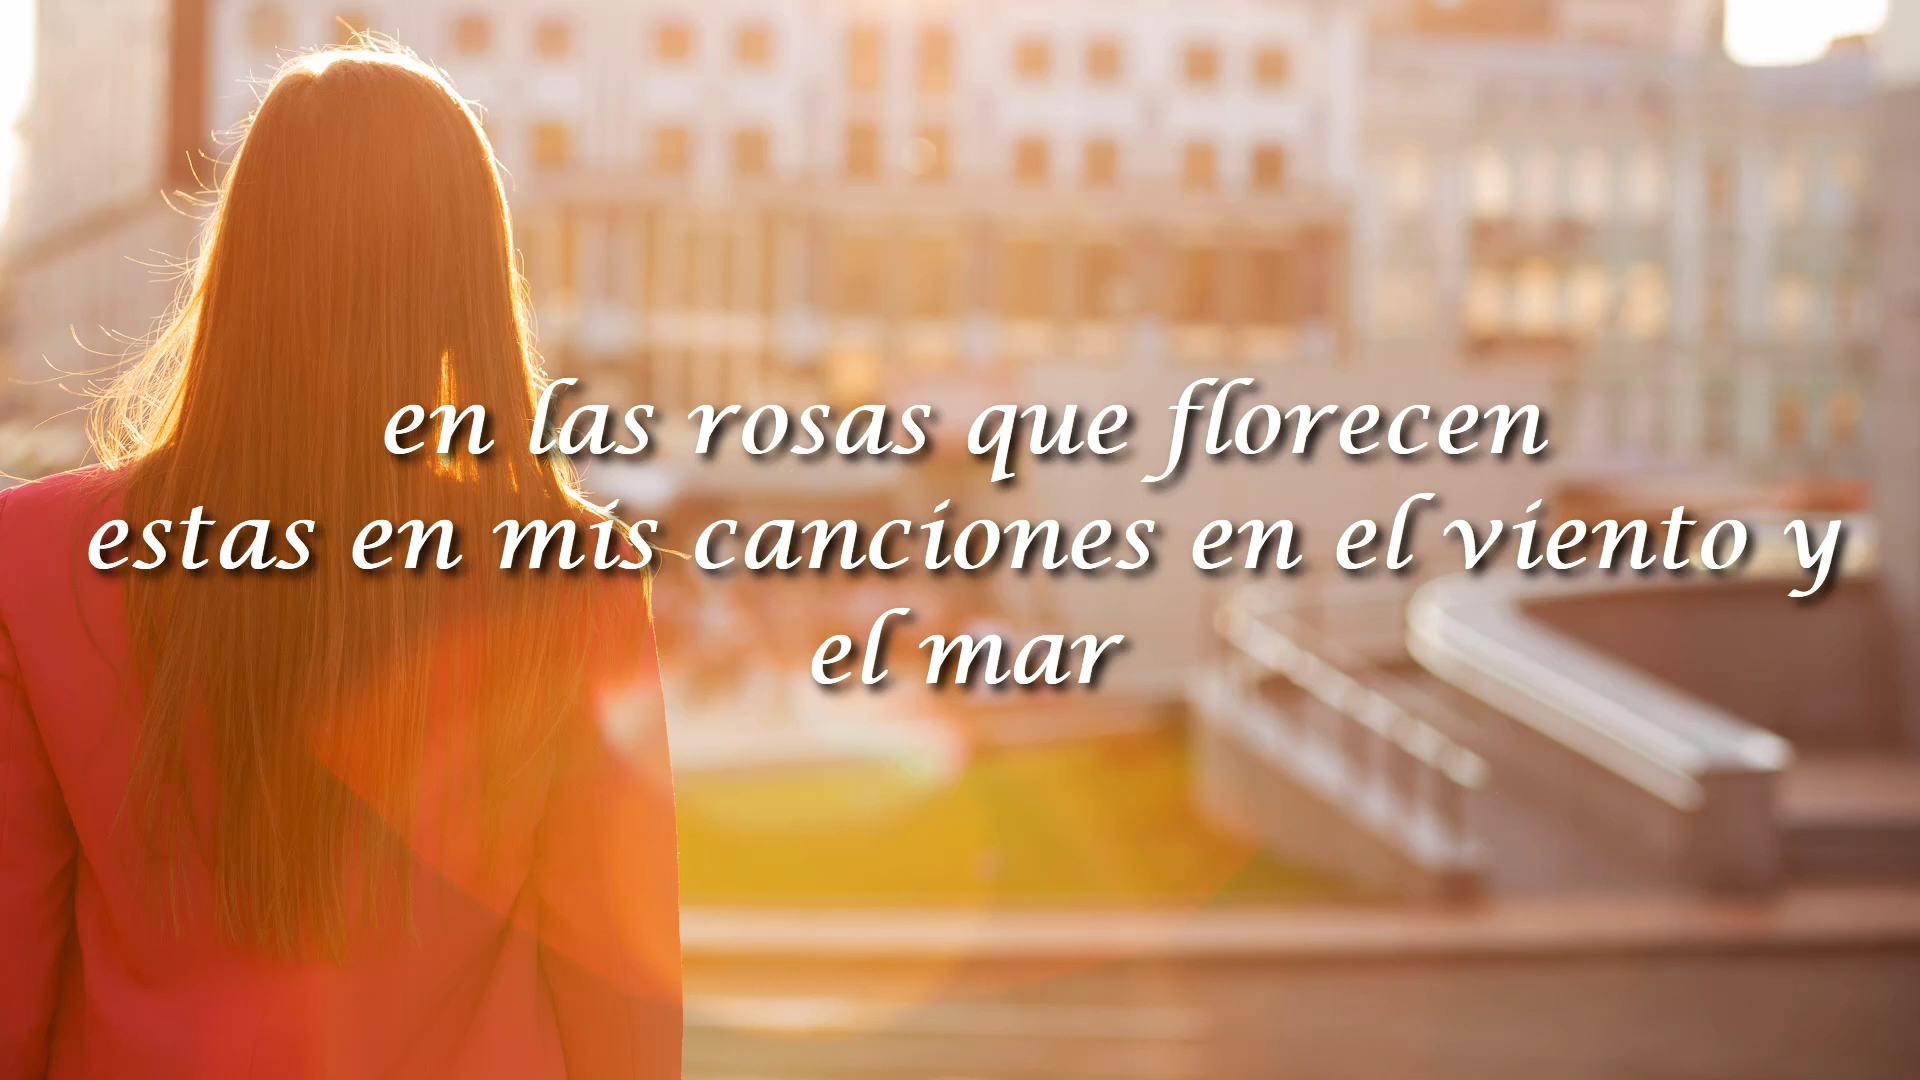 en las rosas que florecen
estas en mis canciones en el viento y
el mar